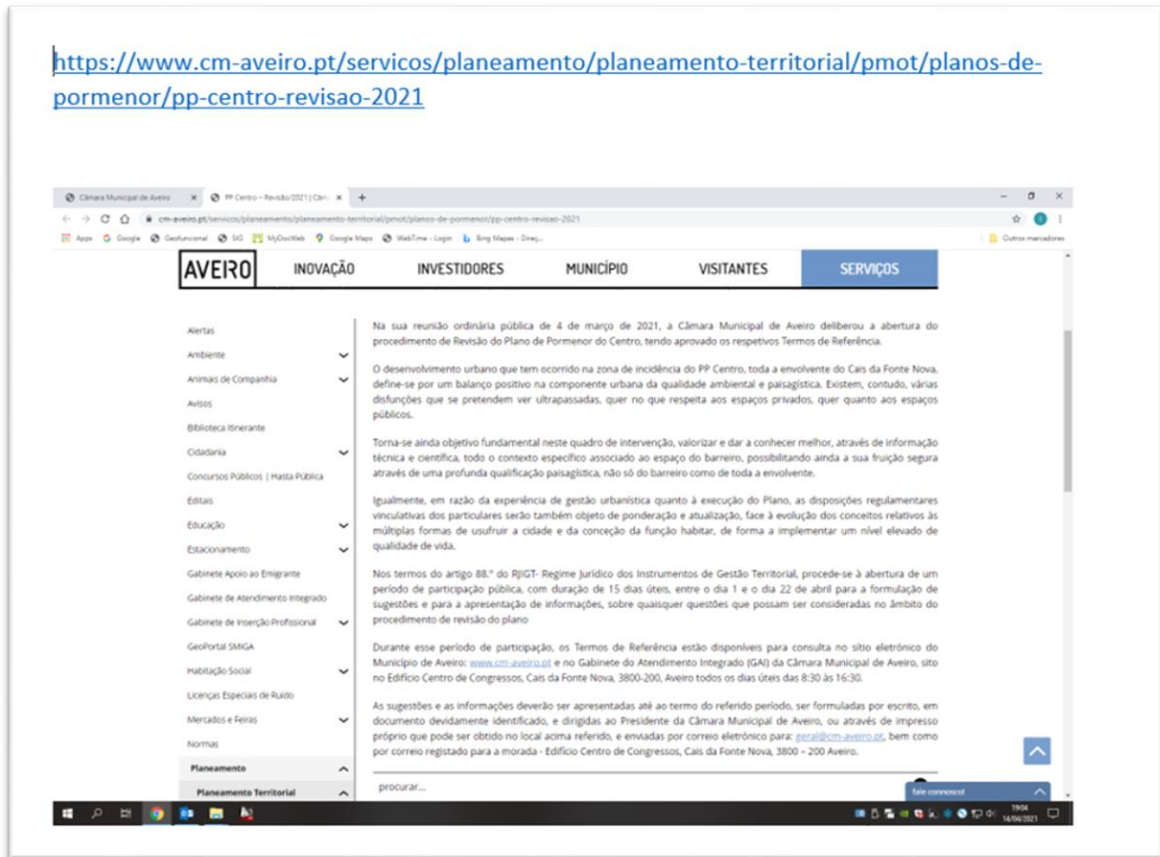 https://www.cm-aveiro.pt/servicos/planeamento/planeamento-territorial/pmot/planos-de-
pormenor/pp-centro-revisao-2021
Câmara Municipal de Aveiro
PP Centro – Revisão/2021 | Câm
cm-aveiro.pt/servicos/planeamento/planeamento-territorial/pmot/planos-de-pormenor/pp-centro-revisao-2021
Apps Google Geofuncional SIG MyDocWeb Google Maps WebTime - Login Bing Mapas - Direç... Outros marcadores
AVEIRO INOVAÇÃO INVESTIDORES MUNICÍPIO VISITANTES SERVIÇOS
Alertas
Ambiente
Animais de Companhia
Avisos
Biblioteca Itinerante
Cidadania
Concursos Públicos | Hasta Pública
Editais
Educação
Estacionamento
Gabinete Apoio ao Emigrante
Gabinete de Atendimento Integrado
Gabinete de Inserção Profissional
GeoPortal SMIGA
Habitação Social
Licenças Especiais de Ruído
Mercados e Feiras
Normas
Planeamento
Planeamento Territorial
Na sua reunião ordinária pública de 4 de março de 2021, a Câmara Municipal de Aveiro deliberou a abertura do
procedimento de Revisão do Plano de Pormenor do Centro, tendo aprovado os respetivos Termos de Referência.
O desenvolvimento urbano que tem ocorrido na zona de incidência do PP Centro, toda a envolvente do Cais da Fonte Nova,
define-se por um balanço positivo na componente urbana da qualidade ambiental e paisagística. Existem, contudo, várias
disfunções que se pretendem ver ultrapassadas, quer no que respeita aos espaços privados, quer quanto aos espaços
públicos.
Torna-se ainda objetivo fundamental neste quadro de intervenção, valorizar e dar a conhecer melhor, através de informação
técnica e científica, todo o contexto específico associado ao espaço do barreiro, possibilitando ainda a sua fruição segura
através de uma profunda qualificação paisagística, não só do barreiro como de toda a envolvente.
Igualmente, em razão da experiência de gestão urbanística quanto à execução do Plano, as disposições regulamentares
vinculativas dos particulares serão também objeto de ponderação e atualização, face à evolução dos conceitos relativos às
múltiplas formas de usufruir a cidade e da conceção da função habitar, de forma a implementar um nível elevado de
qualidade de vida.
Nos termos do artigo 88.º do RJIGT- Regime Jurídico dos Instrumentos de Gestão Territorial, procede-se à abertura de um
período de participação pública, com duração de 15 dias úteis, entre o dia 1 e o dia 22 de abril para a formulação de
sugestões e para a apresentação de informações, sobre quaisquer questões que possam ser consideradas no âmbito do
procedimento de revisão do plano
Durante esse período de participação, os Termos de Referência estão disponíveis para consulta no sítio eletrónico do
Município de Aveiro: www.cm-aveiro.pt e no Gabinete do Atendimento Integrado (GAI) da Câmara Municipal de Aveiro, sito
no Edifício Centro de Congressos, Cais da Fonte Nova, 3800-200, Aveiro todos os dias úteis das 8:30 às 16:30.
As sugestões e as informações deverão ser apresentadas até ao termo do referido período, ser formuladas por escrito, em
documento devidamente identificado, e dirigidas ao Presidente da Câmara Municipal de Aveiro, ou através de impresso
próprio que pode ser obtido no local acima referido, e enviadas por correio eletrónico para: geral@cm-aveiro.pt, bem como
por correio registado para a morada - Edifício Centro de Congressos, Cais da Fonte Nova, 3800 – 200 Aveiro.
procurar...
fale connosco!
19:04
14/04/2021